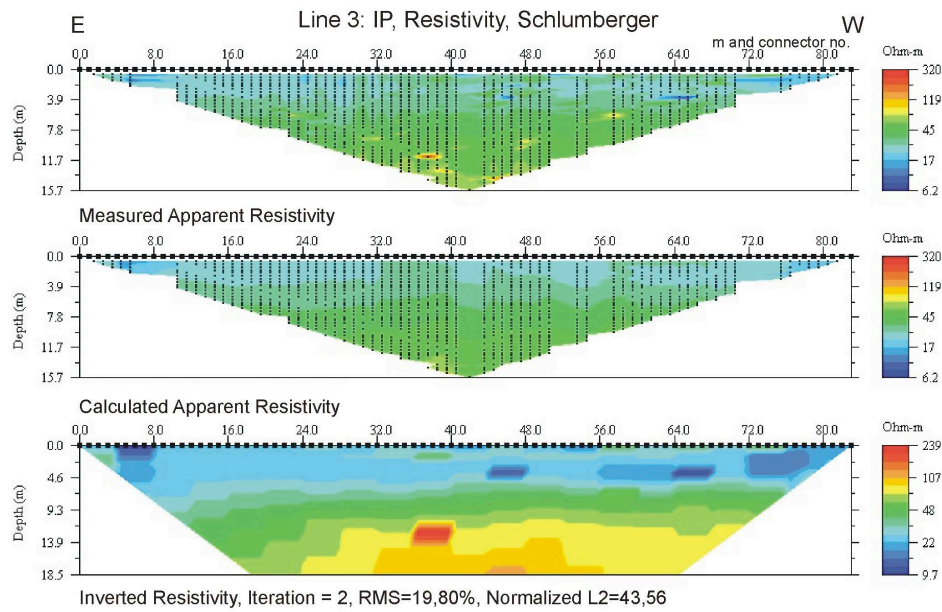 E Line 3: IP, Resistivity, Schlumberger W
m and connector no.
0.0 8.0 16.0 24.0 32.0 40.0 48.0 56.0 64.0 72.0 80.0
Ohm-m
Depth (m)
0.0
3.9
7.8
11.7
15.7
320
119
45
17
6.2
Measured Apparent Resistivity
0.0 8.0 16.0 24.0 32.0 40.0 48.0 56.0 64.0 72.0 80.0
Ohm-m
Depth (m)
0.0
3.9
7.8
11.7
15.7
320
119
45
17
6.2
Calculated Apparent Resistivity
0.0 8.0 16.0 24.0 32.0 40.0 48.0 56.0 64.0 72.0 80.0
Ohm-m
Depth (m)
0.0
4.6
9.3
13.9
18.5
239
107
48
22
9.7
Inverted Resistivity, Iteration = 2, RMS=19,80%, Normalized L2=43,56